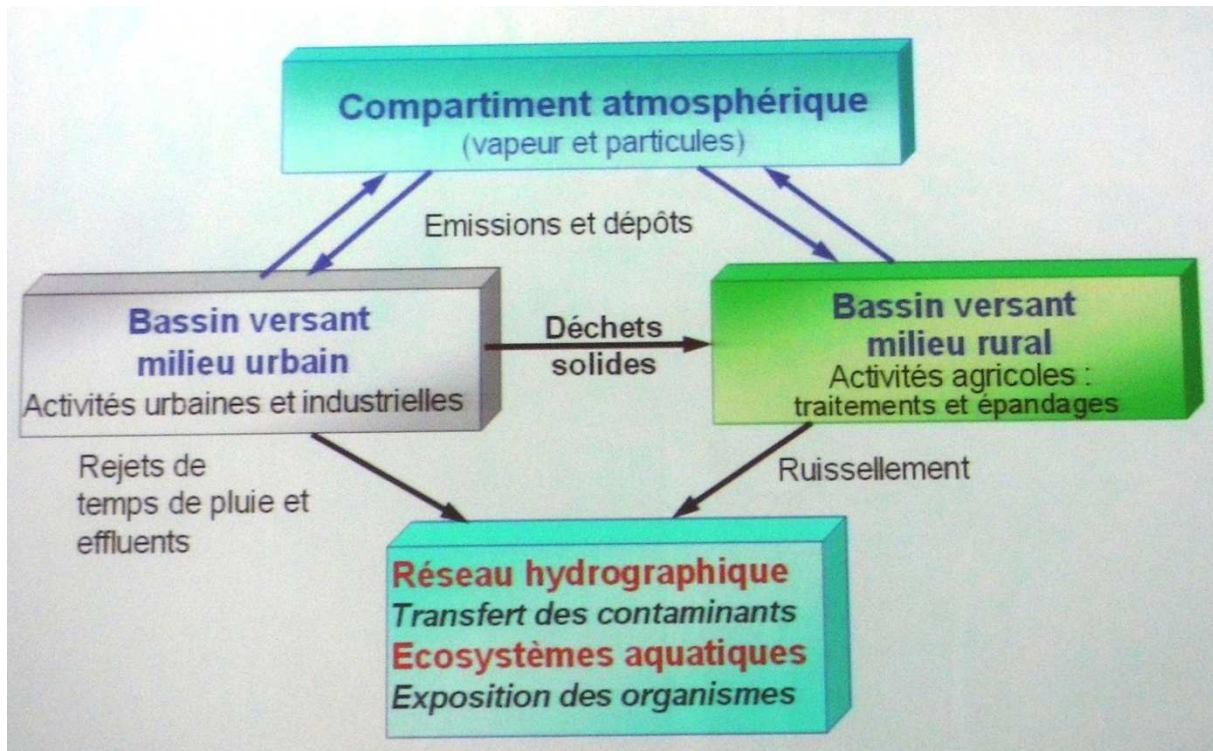 Compartiment atmosphérique
(vapeur et particules)
Emissions et dépôts
Bassin versant
milieu urbain
Activités urbaines et industrielles
Déchets
solides
Bassin versant
milieu rural
Activités agricoles :
traitements et épandages
Rejets de
temps de pluie et
effluents
Ruissellement
Réseau hydrographique
Transfert des contaminants
Ecosystèmes aquatiques
Exposition des organismes